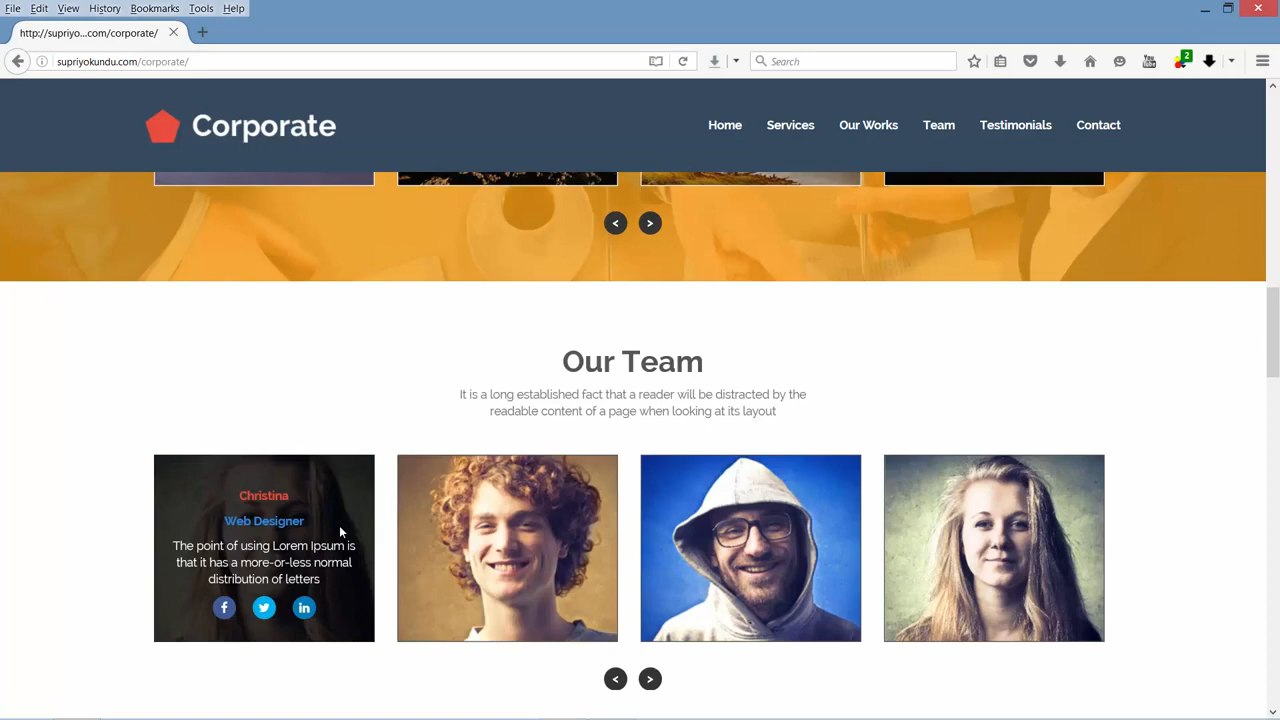 File Edit View History Bookmarks Tools Help
http://supriyo...com/corporate/
supriyokundu.com/corporate/
Search
You Tube
2
Corporate
Home Services Our Works Team Testimonials Contact
< >
Our Team
It is a long established fact that a reader will be distracted by the
readable content of a page when looking at its layout
Christina
Web Designer
The point of using Lorem Ipsum is
that it has a more-or-less normal
distribution of letters
< >